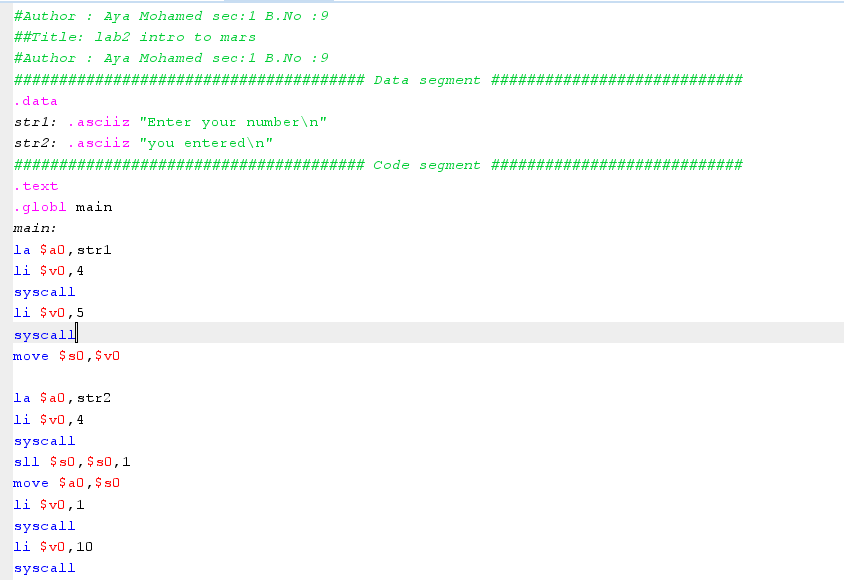 #Author : Aya Mohamed sec:1 B.No :9
##Title: lab2 intro to mars
#Author : Aya Mohamed sec:1 B.No :9
####################################### Data segment ############################
.data
str1: .asciiz "Enter your number\n"
str2: .asciiz "you entered\n"
####################################### Code segment ############################
.text
.globl main
main:
la $a0,str1
li $v0,4
syscall
li $v0,5
syscall
move $s0,$v0
la $a0,str2
li $v0,4
syscall
sll $s0,$s0,1
move $a0,$s0
li $v0,1
syscall
li $v0,10
syscall